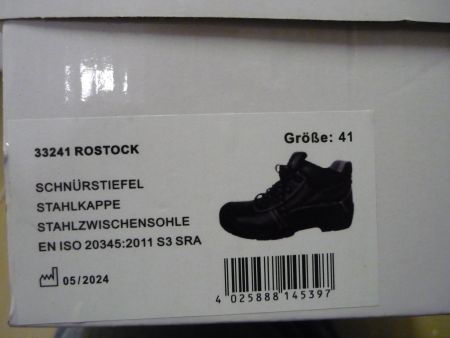 33241 ROSTOCK
Größe: 41
SCHNÜRSTIEFEL
STAHLKAPPE
STAHLZWISCHENSOHLE
EN ISO 20345:2011 S3 SRA
05/2024
4 025888 145397